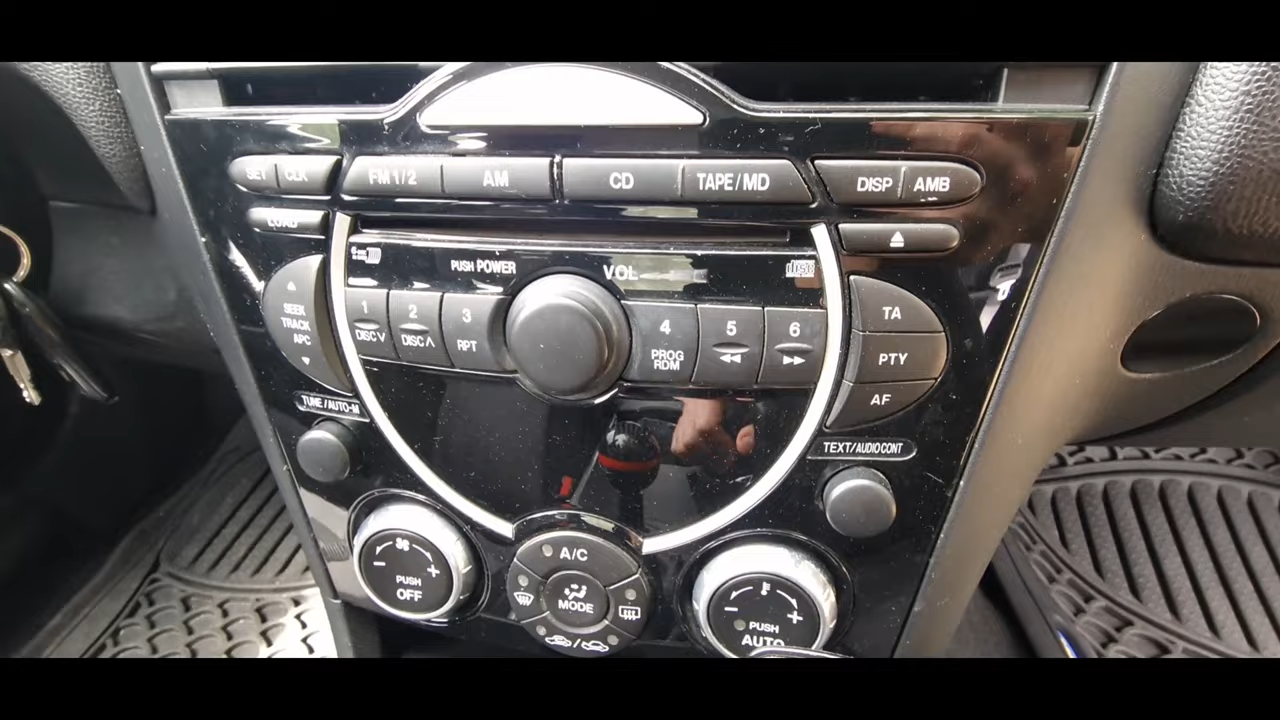 SET CLK
FM1/2 AM
CD TAPE/MD
DISP AMB
LOAD
PUSH POWER
VOL
SEEK
TRACK
APC
1
DISC
2
DISC
3
RPT
4
PROG
RDM
5
6
TA
PTY
AF
TUNE/AUTO-M
TEXT/AUDIO CONT
PUSH
OFF
A/C
MODE
PUSH
AUTO